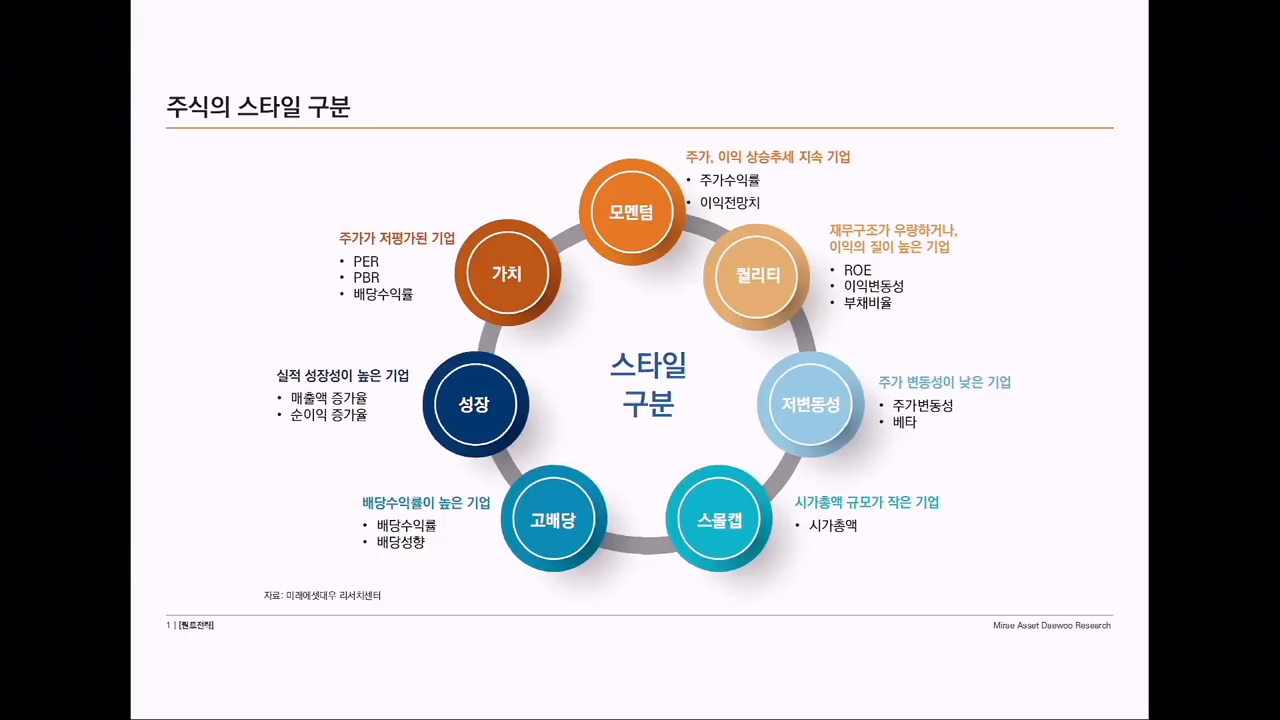 주식의 스타일 구분
모멘텀
주가, 이익 상승추세 지속 기업
• 주가수익률
• 이익전망치
퀄리티
재무구조가 우량하거나,
이익의 질이 높은 기업
• ROE
• 이익변동성
• 부채비율
저변동성
주가 변동성이 낮은 기업
• 주가변동성
• 베타
스몰캡
시가총액 규모가 작은 기업
• 시가총액
고배당
배당수익률이 높은 기업
• 배당수익률
• 배당성향
성장
실적 성장성이 높은 기업
• 매출액 증가율
• 순이익 증가율
가치
주가가 저평가된 기업
• PER
• PBR
• 배당수익률
스타일
구분
자료: 미래에셋대우 리서치센터
1 | [퀀트전략]
Mirae Asset Daewoo Research